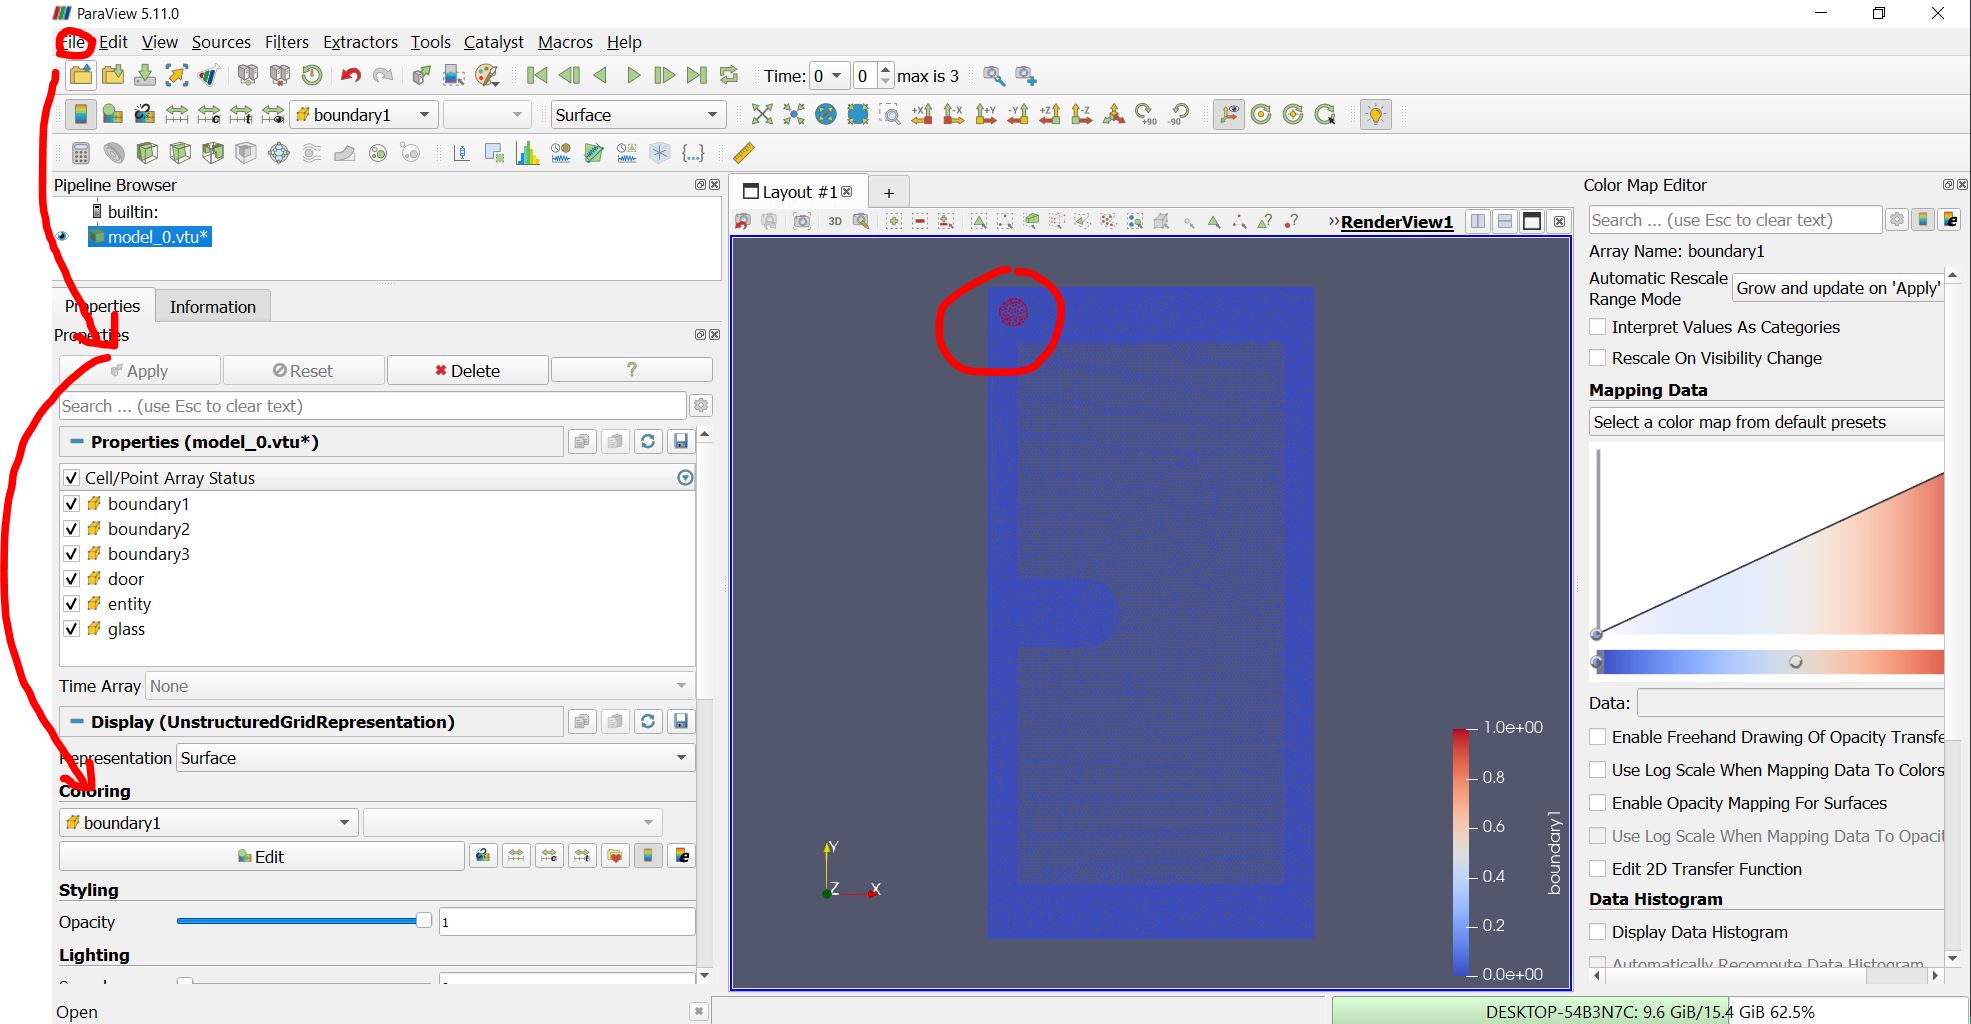 ParaView 5.11.0
File Edit View Sources Filters Extractors Tools Catalyst Macros Help
Time: 0 0 max is 3
boundary1 Surface +X -X +Y -Y +Z -Z +90 -90
Pipeline Browser
builtin:
model_0.vtu*
Properties Information
Properties
Apply Reset Delete ?
Search ... (use Esc to clear text)
Properties (model_0.vtu*)
Cell/Point Array Status
boundary1
boundary2
boundary3
door
entity
glass
Time Array None
Display (UnstructuredGridRepresentation)
Representation Surface
Coloring
boundary1
Edit
Styling
Opacity 1
Lighting
Open
Layout #1 +
3D RenderView1
1.0e+00
0.8
0.6
0.4
0.2
0.0e+00
boundary1
Y
Z X
Color Map Editor
Search ... (use Esc to clear text)
Array Name: boundary1
Automatic Rescale
Range Mode Grow and update on 'Apply'
Interpret Values As Categories
Rescale On Visibility Change
Mapping Data
Select a color map from default presets
Data:
Enable Freehand Drawing Of Opacity Transfe
Use Log Scale When Mapping Data To Colors
Enable Opacity Mapping For Surfaces
Use Log Scale When Mapping Data To Opacit
Edit 2D Transfer Function
Data Histogram
Display Data Histogram
Automatically Recompute Data Histogram
DESKTOP-54B3N7C: 9.6 GiB/15.4 GiB 62.5%